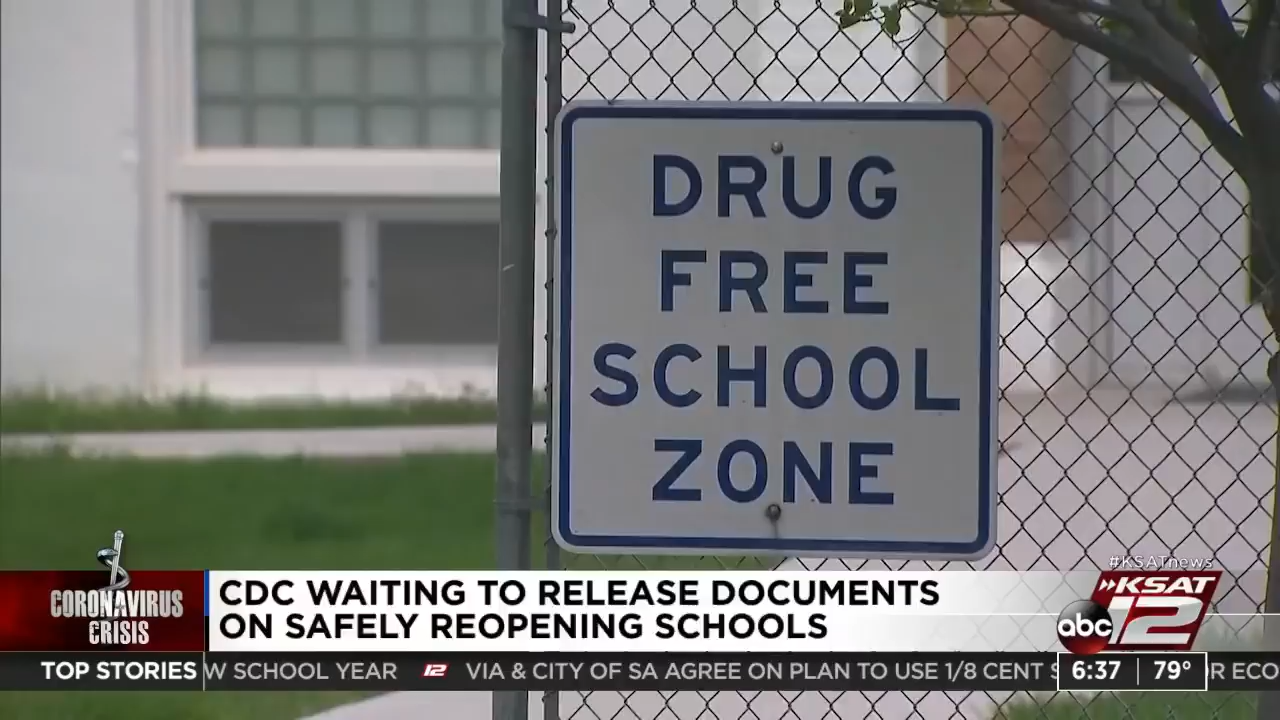 DRUG
FREE
SCHOOL
ZONE
#KSATnews
CORONAVIRUS
CRISIS
CDC WAITING TO RELEASE DOCUMENTS
ON SAFELY REOPENING SCHOOLS
abc
KSAT
12
TOP STORIES
SCHOOL YEAR 12 VIA & CITY OF SA AGREE ON PLAN TO USE 1/8 CENT
6:37 79°